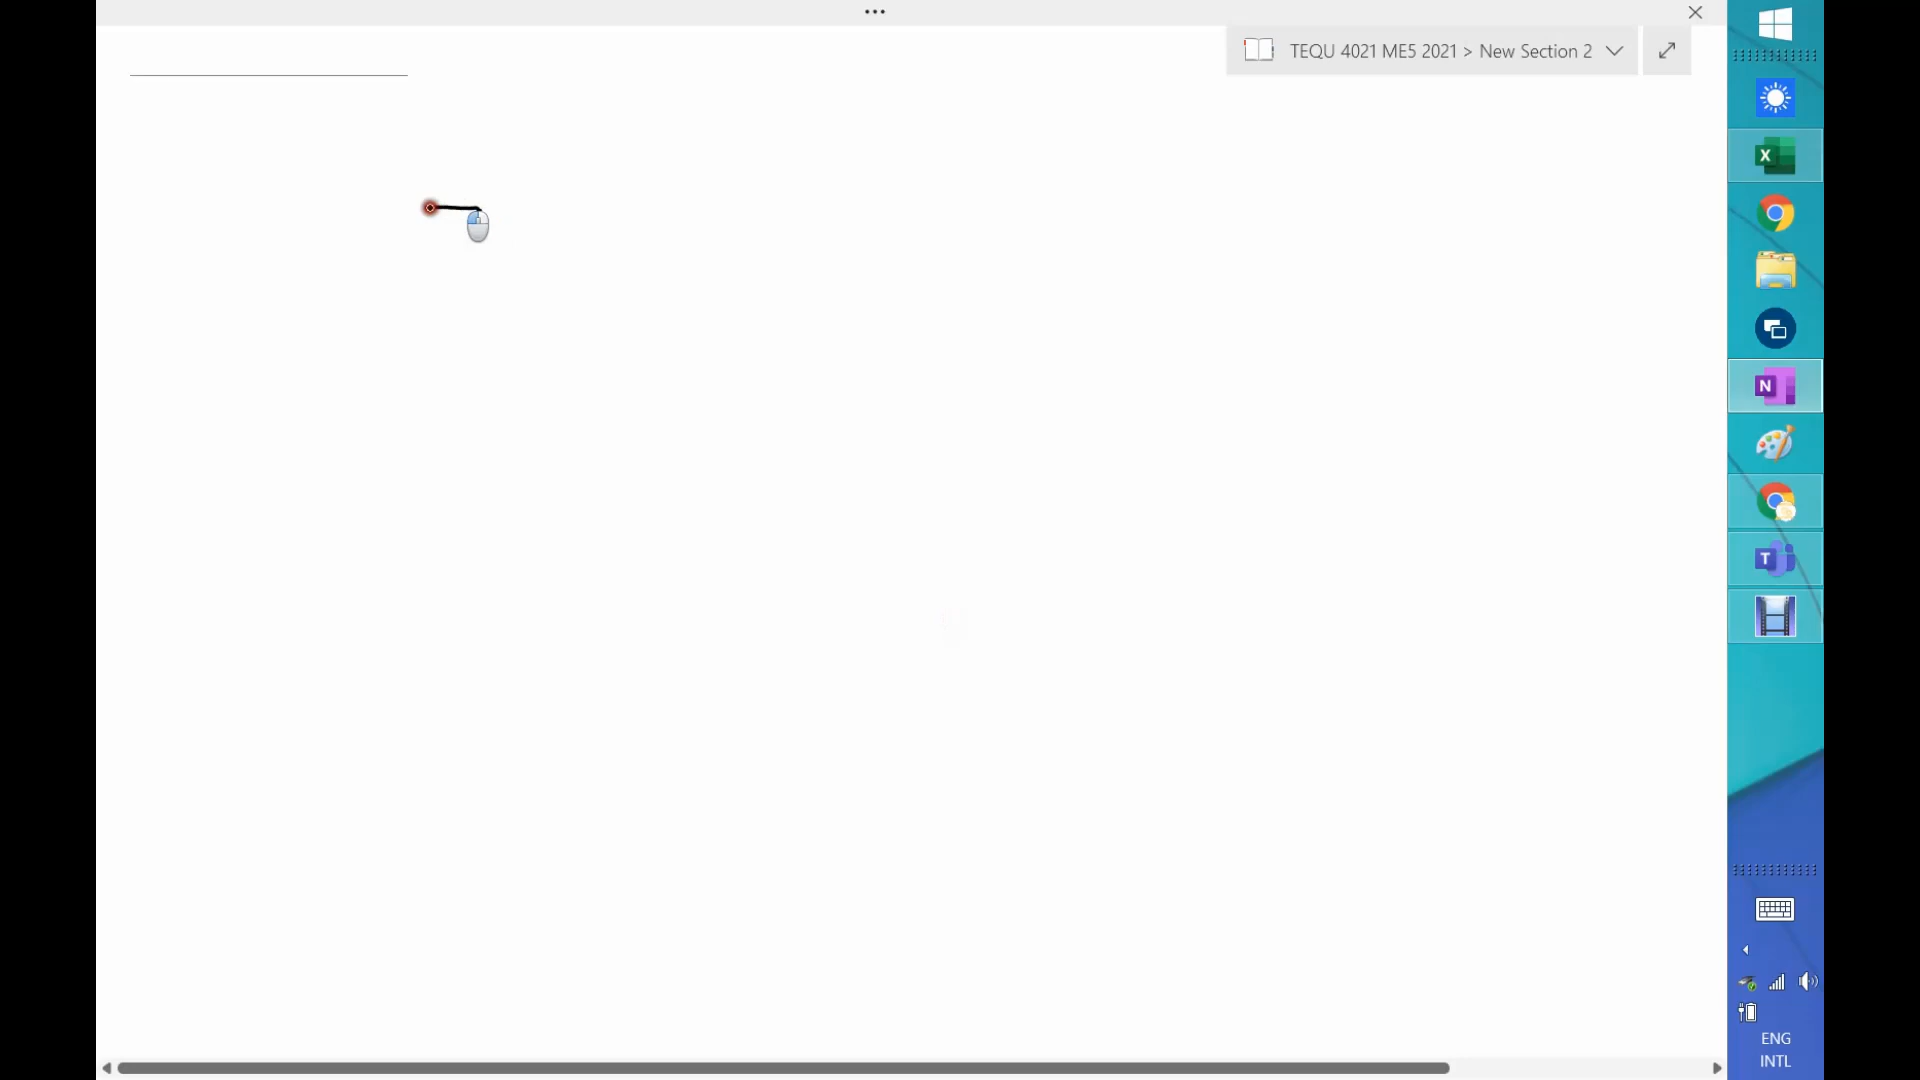 TEQU 4021 ME5 2021 > New Section 2
X
N
T
ENG
INTL